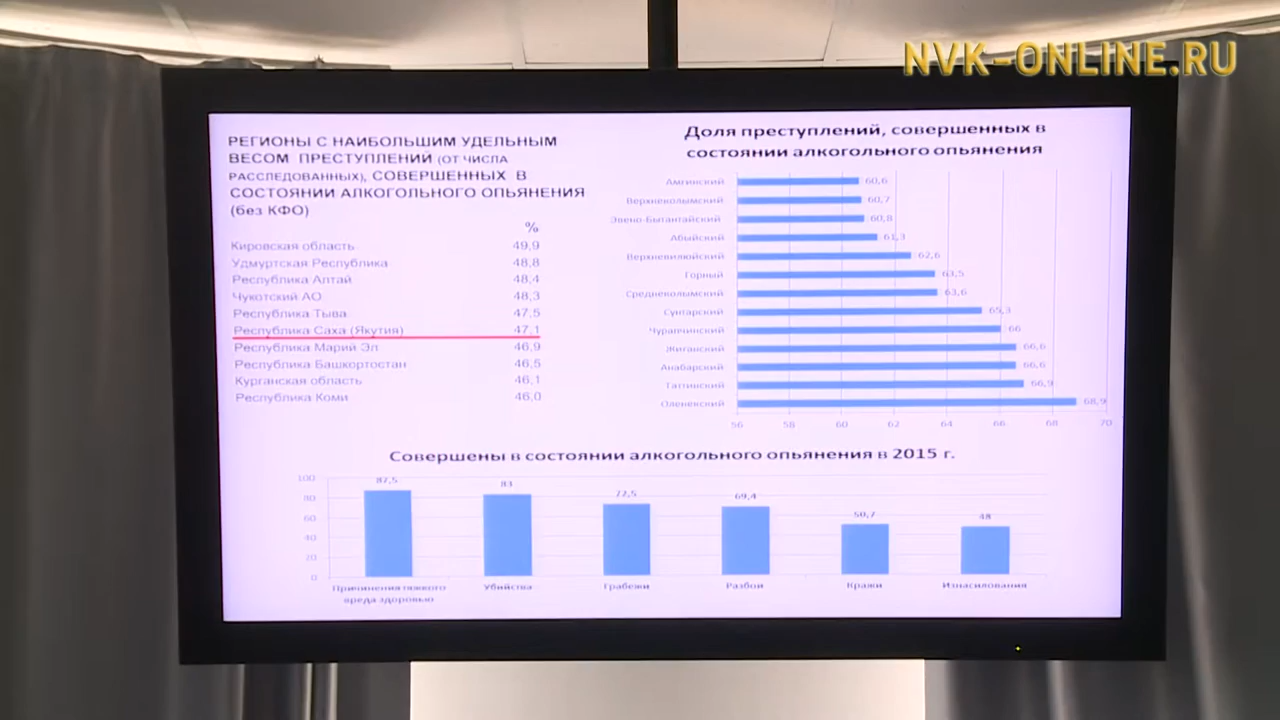 NVK-ONLINE.RU
РЕГИОНЫ С НАИБОЛЬШИМ УДЕЛЬНЫМ
ВЕСОМ ПРЕСТУПЛЕНИЙ (ОТ ЧИСЛА
РАССЛЕДОВАННЫХ), СОВЕРШЕННЫХ В
СОСТОЯНИИ АЛКОГОЛЬНОГО ОПЬЯНЕНИЯ
(без КФО)
%
Кировская область 49,9
Удмуртская Республика 48,8
Республика Алтай 48,4
Чукотский АО 48,3
Республика Тыва 47,5
Республика Саха (Якутия) 47,1
Республика Марий Эл 46,9
Республика Башкортостан 46,5
Курганская область 46,1
Республика Коми 46,0
Доля преступлений, совершенных в
состоянии алкогольного опьянения
Амгинский 60,6
Верхнеколымский 60,7
Эвено-Бытантайский 60,8
Абыйский 61,3
Верхневилюйский 62,6
Горный 63,5
Среднеколымский 63,6
Сунтарский 65,3
Чурапчинский 66
Жиганский 66,6
Анабарский 66,6
Таттинский 66,9
Оленекский 68,9
56 58 60 62 64 66 68 70
Совершены в состоянии алкогольного опьянения в 2015 г.
100
80
60
40
20
0
87,5 83 72,5 69,4 50,7 48
Причинения тяжкого Убийства Грабежи Разбои Кражи Изнасилования
вреда здоровью